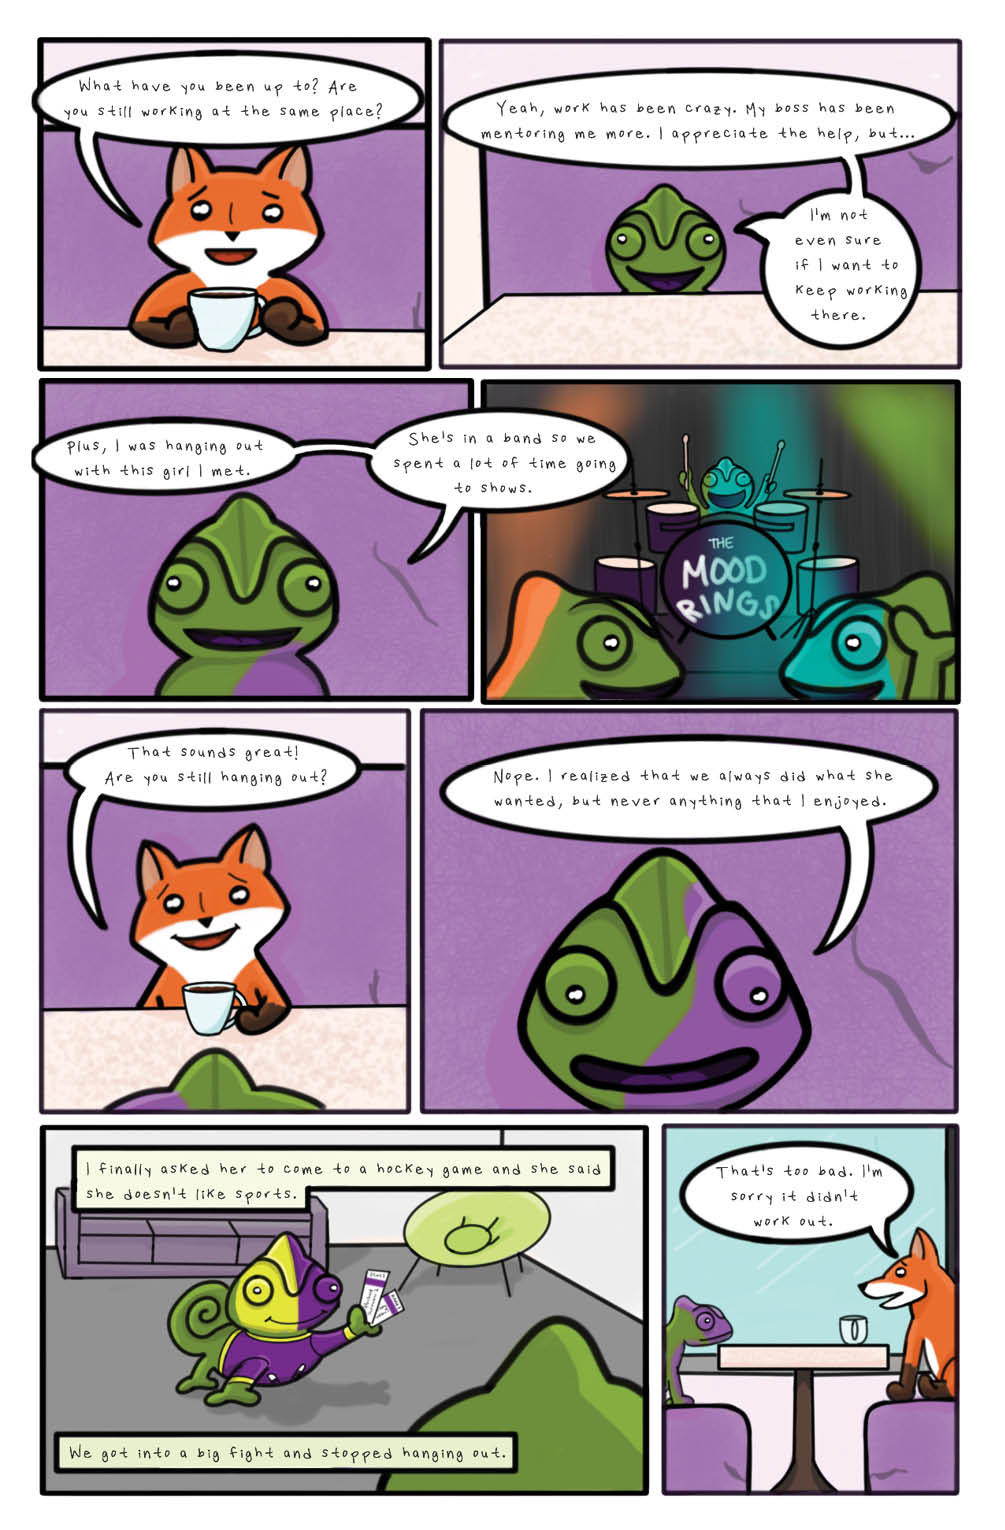 What have you been up to? Are
you still working at the same place?
Yeah, work has been crazy. My boss has been
mentoring me more. I appreciate the help, but...
I'm not
even sure
if I want to
keep working
there.
Plus, I was hanging out
with this girl I met.
She's in a band so we
spent a lot of time going
to shows.
THE
MOOD
RINGS
That sounds great!
Are you still hanging out?
Nope. I realized that we always did what she
wanted, but never anything that I enjoyed.
I finally asked her to come to a hockey game and she said
she doesn't like sports.
We got into a big fight and stopped hanging out.
That's too bad. I'm
sorry it didn't
work out.